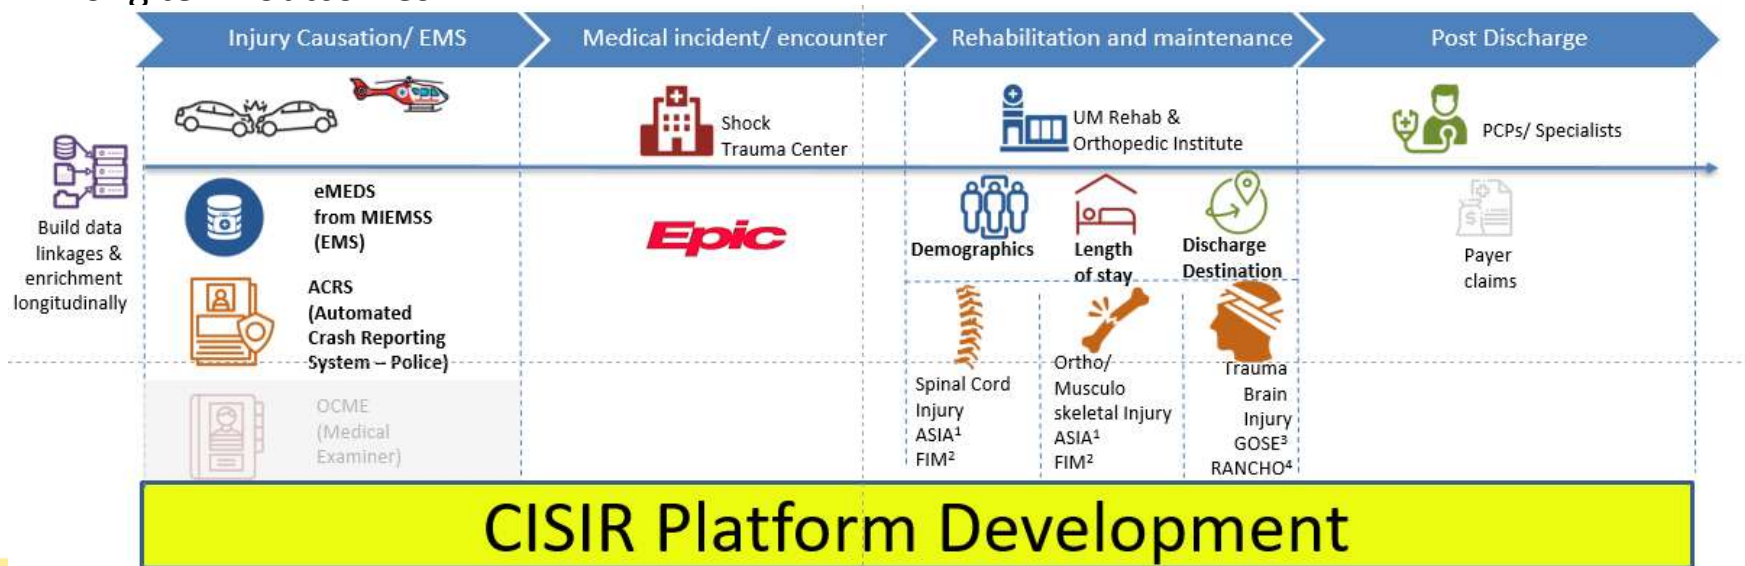 Injury Causation/ EMS
Medical incident/ encounter
Rehabilitation and maintenance
Post Discharge
Shock
Trauma Center
UM Rehab &
Orthopedic Institute
PCPs/ Specialists
Build data
linkages &
enrichment
longitudinally
eMEDS
from MIEMSS
(EMS)
Epic
Demographics
Length
of stay
Discharge
Destination
Payer
claims
ACRS
(Automated
Crash Reporting
System – Police)
OCME
(Medical
Examiner)
Spinal Cord
Injury
ASIA¹
FIM²
Ortho/
Musculo
skeletal Injury
ASIA¹
FIM²
Trauma
Brain
Injury
GOSE³
RANCHO⁴
CISIR Platform Development